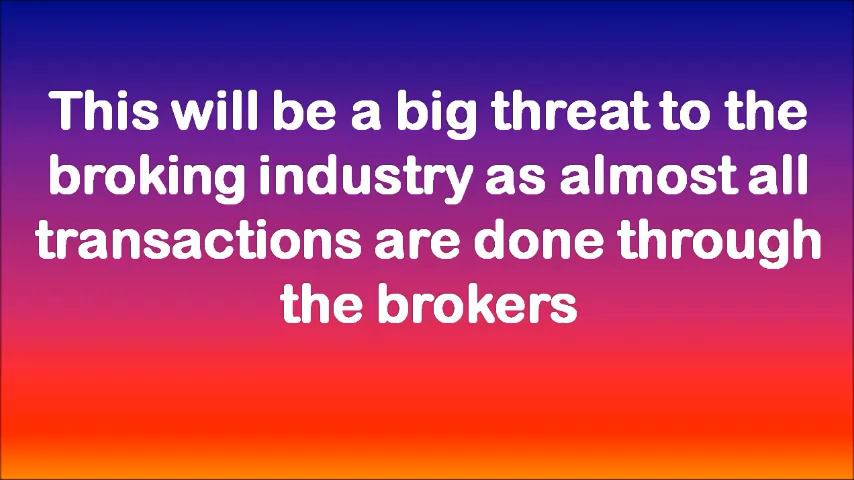 This will be a big threat to the
broking industry as almost all
transactions are done through
the brokers